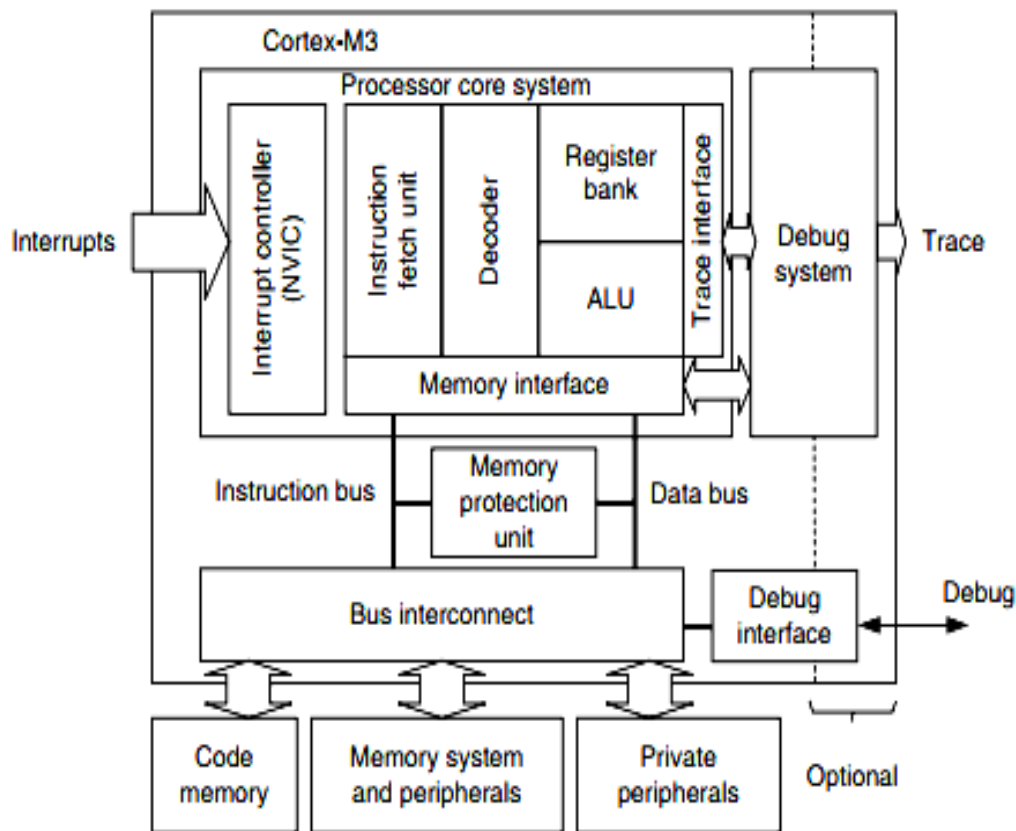 Cortex-M3
Processor core system
Interrupts
Interrupt controller
(NVIC)
Instruction
fetch unit
Decoder
Register
bank
ALU
Trace interface
Debug
system
Trace
Memory interface
Instruction bus
Memory
protection
unit
Data bus
Bus interconnect
Debug
interface
Debug
Code
memory
Memory system
and peripherals
Private
peripherals
Optional